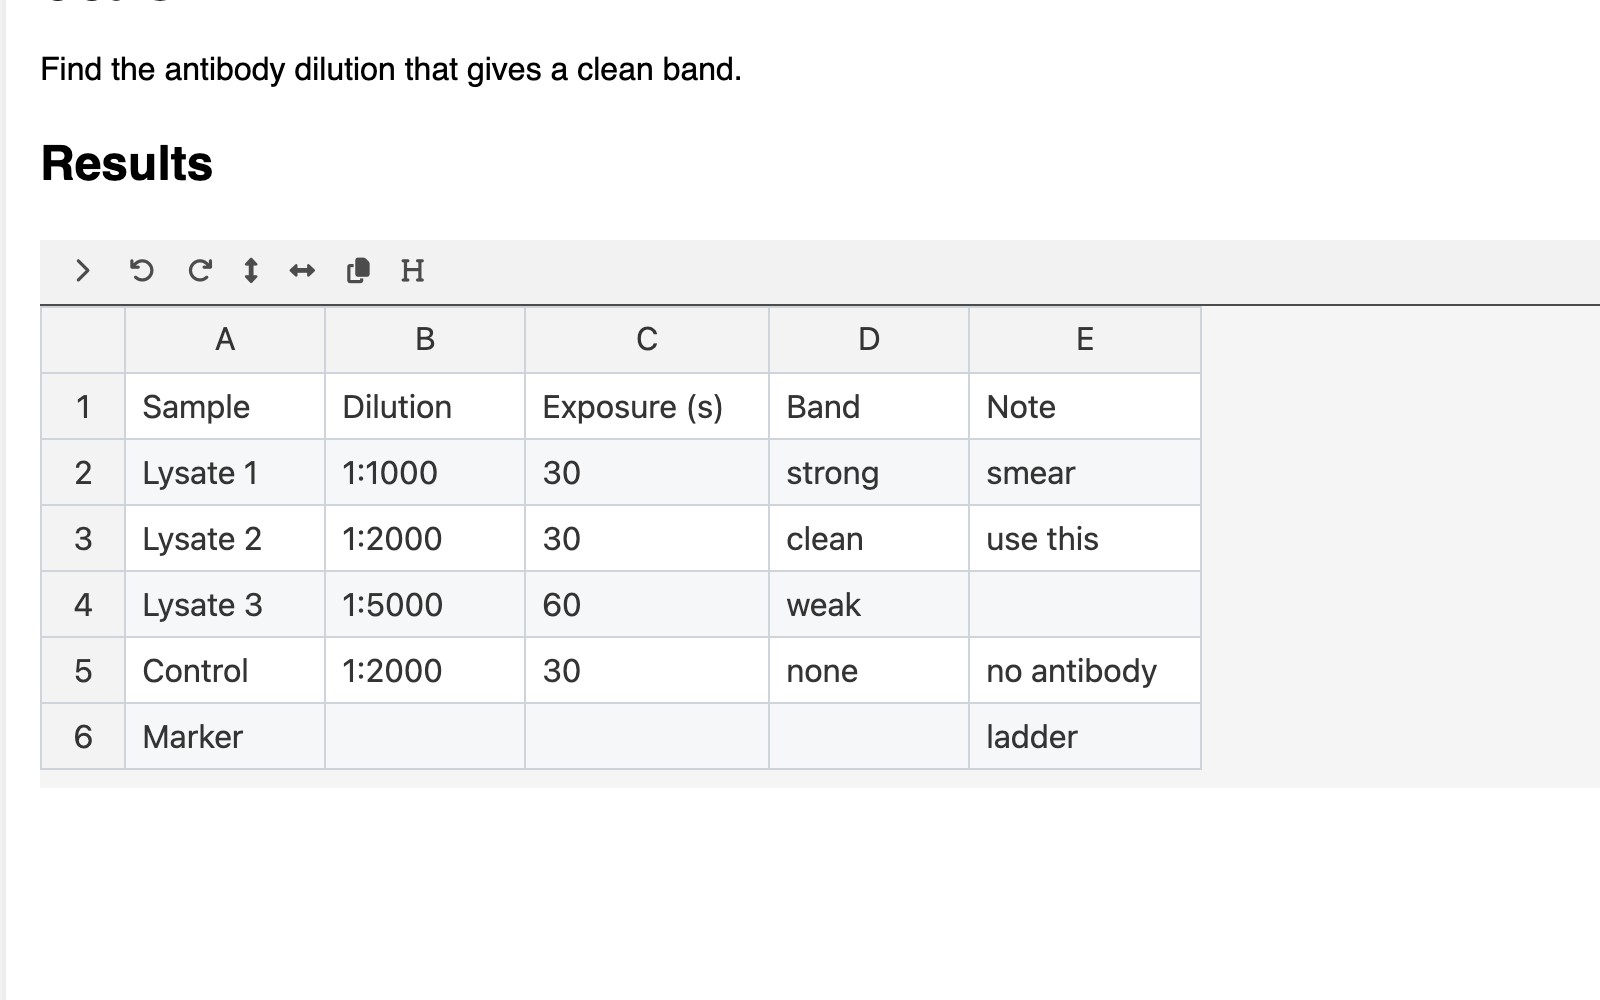 Find the antibody dilution that gives a clean band.
Results
H
A B C D E
1 Sample Dilution Exposure (s) Band Note
2 Lysate 1 1:1000 30 strong smear
3 Lysate 2 1:2000 30 clean use this
4 Lysate 3 1:5000 60 weak
5 Control 1:2000 30 none no antibody
6 Marker ladder